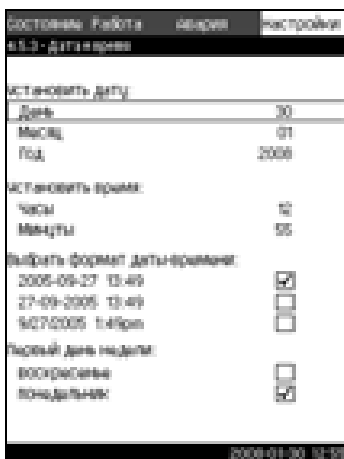 Состояние Работа Авария Настройки
4.5.3 - Дата и время
Установить дату:
День 30
Месяц 01
Год 2008
Установить время:
Часы 12
Минуты 55
Выбрать формат даты-времени:
2005-09-27 13:49
27-09-2005 13:49
9/27/2005 1:49pm
Первый день недели:
воскресенье
понедельник
2008-01-30 12:55